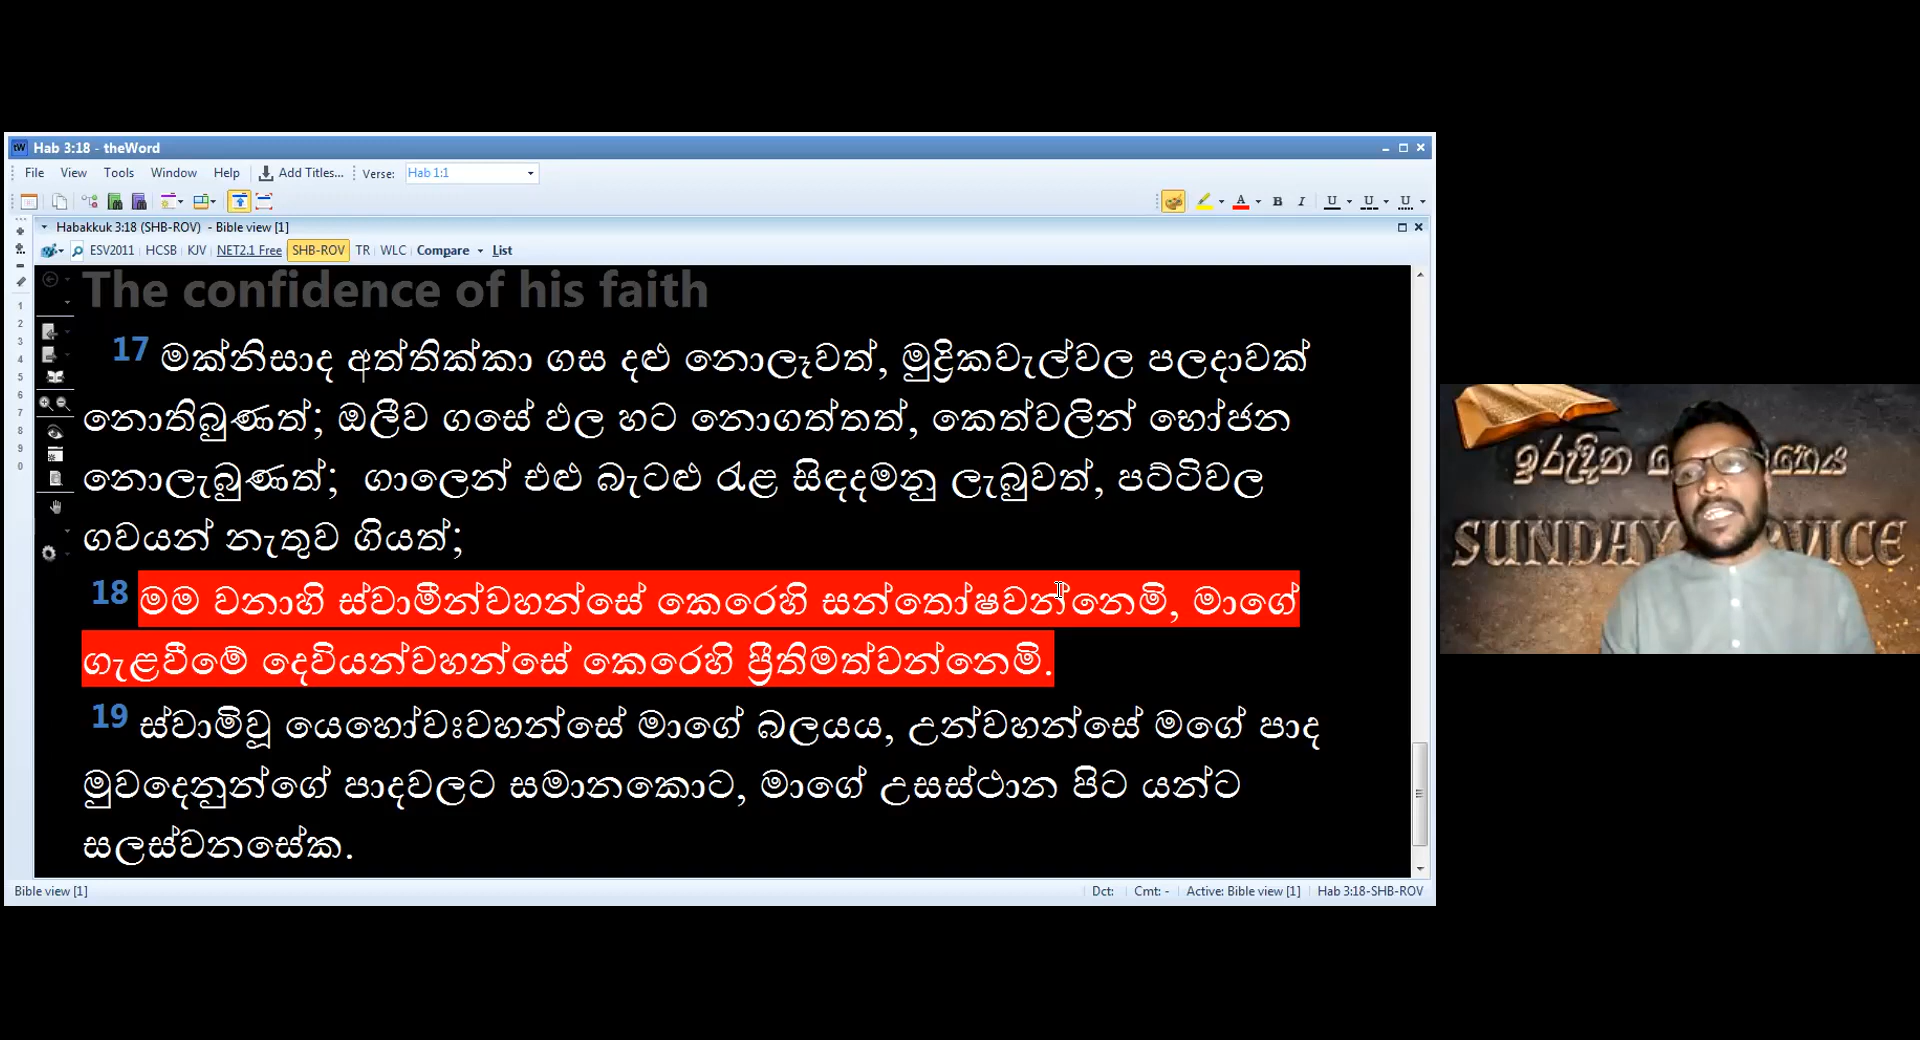 Hab 3:18 - theWord
File View Tools Window Help Add Titles... Verse: Hab 1:1
Habakkuk 3:18 (SHB-ROV) - Bible view [1]
ESV2011 HCSB KJV NET2.1 Free SHB-ROV TR WLC Compare List
The confidence of his faith
17 මක්නිසාද අත්තික්කා ගස දළු නොලෑවත්, මුද්‍රිකවැල්වල පලදාවක්
නොතිබුණත්; ඔලීව ගසේ ඵල හට නොගත්තත්, කෙත්වලින් භෝජන
නොලැබුණත්; ගාලෙන් එළු බැටළු රැළ සිඳදමනු ලැබුවත්, පට්ටිවල
ගවයන් නැතුව ගියත්;
18 මම වනාහි ස්වාමීන්වහන්සේ කෙරෙහි සන්තෝෂවන්නෙමි, මාගේ
ගැළවීමේ දෙවියන්වහන්සේ කෙරෙහි ප්‍රීතිමත්වන්නෙමි.
19 ස්වාමිවූ යෙහෝවඃවහන්සේ මාගේ බලයය, උන්වහන්සේ මගේ පාද
මුවදෙනුන්ගේ පාදවලට සමානකොට, මාගේ උසස්ථාන පිට යන්ට
සලස්වනසේක.
Bible view [1] Dct: Cmt: - Active: Bible view [1] Hab 3:18-SHB-ROV
ඉරුදින
SUNDAY SERVICE